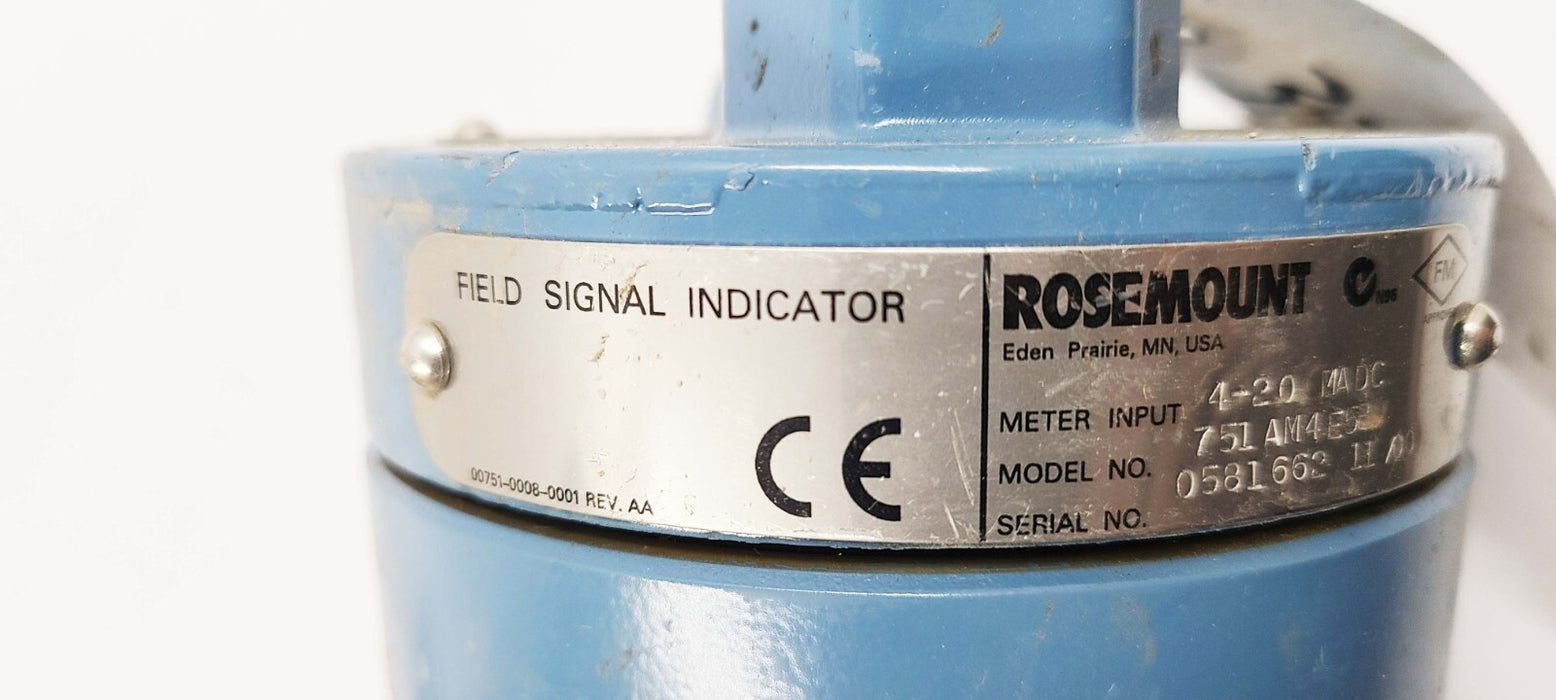 FIELD SIGNAL INDICATOR
CE
00751-0008-0001 REV. AA
ROSEMOUNT
N96
FM
Eden Prairie, MN, USA
METER INPUT 4-20 MADC
MODEL NO. 751AM4E5
SERIAL NO. 0581662